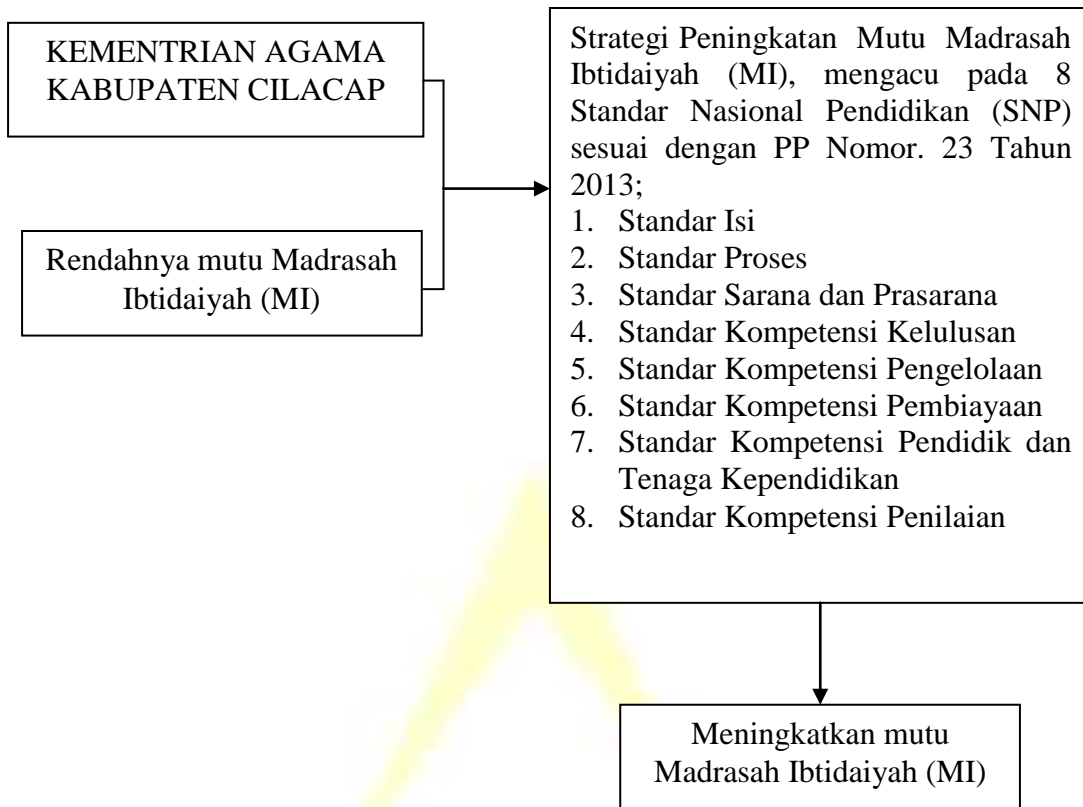 KEMENTRIAN AGAMA
KABUPATEN CILACAP
Rendahnya mutu Madrasah
Ibtidaiyah (MI)
Strategi Peningkatan Mutu Madrasah
Ibtidaiyah (MI), mengacu pada 8
Standar Nasional Pendidikan (SNP)
sesuai dengan PP Nomor. 23 Tahun
2013;
1. Standar Isi
2. Standar Proses
3. Standar Sarana dan Prasarana
4. Standar Kompetensi Kelulusan
5. Standar Kompetensi Pengelolaan
6. Standar Kompetensi Pembiayaan
7. Standar Kompetensi Pendidik dan
Tenaga Kependidikan
8. Standar Kompetensi Penilaian
Meningkatkan mutu
Madrasah Ibtidaiyah (MI)